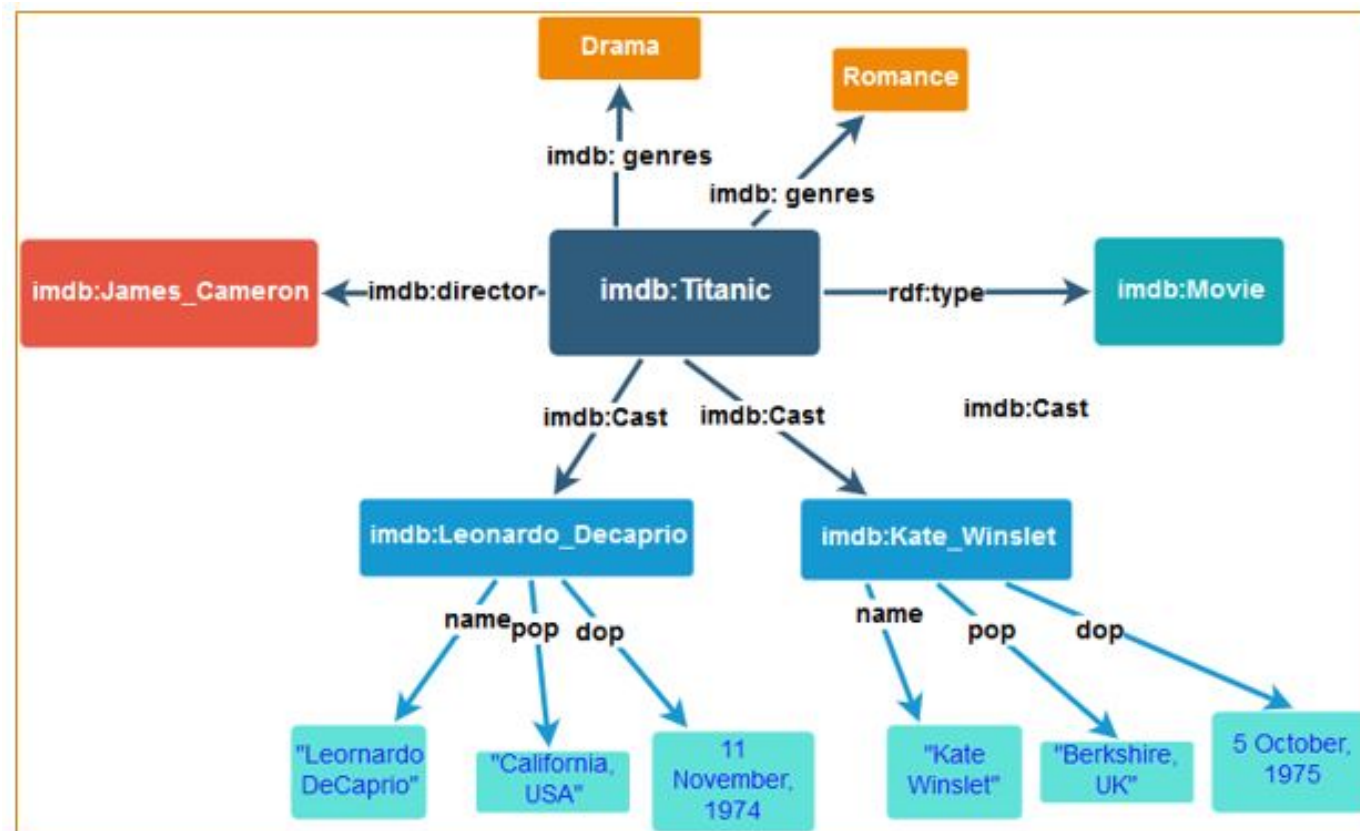 Drama
Romance
imdb: genres
imdb: genres
imdb:James_Cameron
imdb:director
imdb:Titanic
rdf:type
imdb:Movie
imdb:Cast
imdb:Cast
imdb:Cast
imdb:Leonardo_Decaprio
imdb:Kate_Winslet
name
pop
dop
name
pop
dop
"Leornardo
DeCaprio"
"California,
USA"
11
November,
1974
"Kate
Winslet"
"Berkshire,
UK"
5 October,
1975